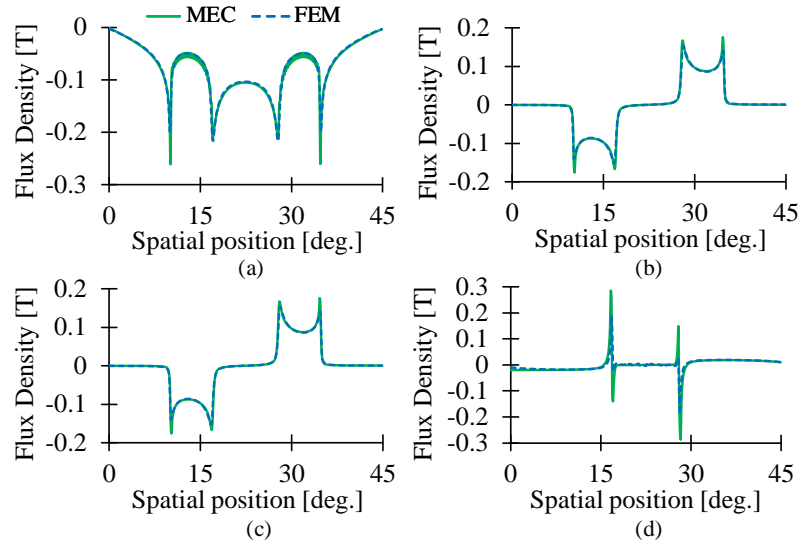 MEC FEM
Flux Density [T]
0
-0.1
-0.2
-0.3
0 15 30 45
Spatial position [deg.]
(a)
Flux Density [T]
0.2
0.1
0
-0.1
-0.2
0 15 30 45
Spatial position [deg.]
(b)
Flux Density [T]
0.2
0.1
0
-0.1
-0.2
0 15 30 45
Spatial position [deg.]
(c)
Flux Density [T]
0.3
0.2
0.1
0
-0.1
-0.2
-0.3
0 15 30 45
Spatial position [deg.]
(d)